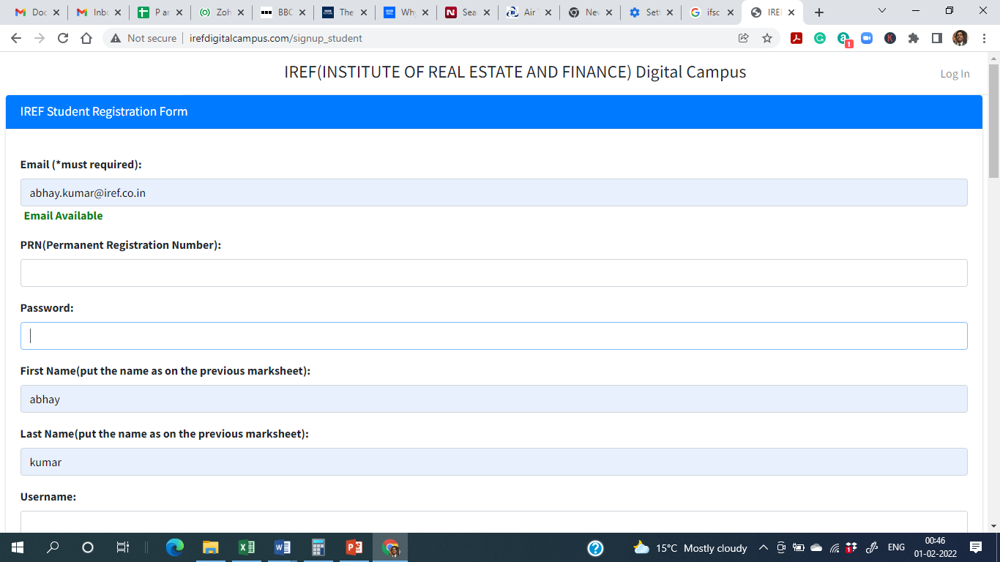 Doc
Inbo
P ar
Zoh
BBC
The
Why
Sea
Air
Nev
Sett
ifsc
IREF
Not secure
irefdigitalcampus.com/signup_student
1
IREF(INSTITUTE OF REAL ESTATE AND FINANCE) Digital Campus
Log In
IREF Student Registration Form
Email (*must required):
abhay.kumar@iref.co.in
Email Available
PRN(Permanent Registration Number):
Password:
First Name(put the name as on the previous marksheet):
abhay
Last Name(put the name as on the previous marksheet):
kumar
Username:
15°C Mostly cloudy
ENG
00:46
01-02-2022